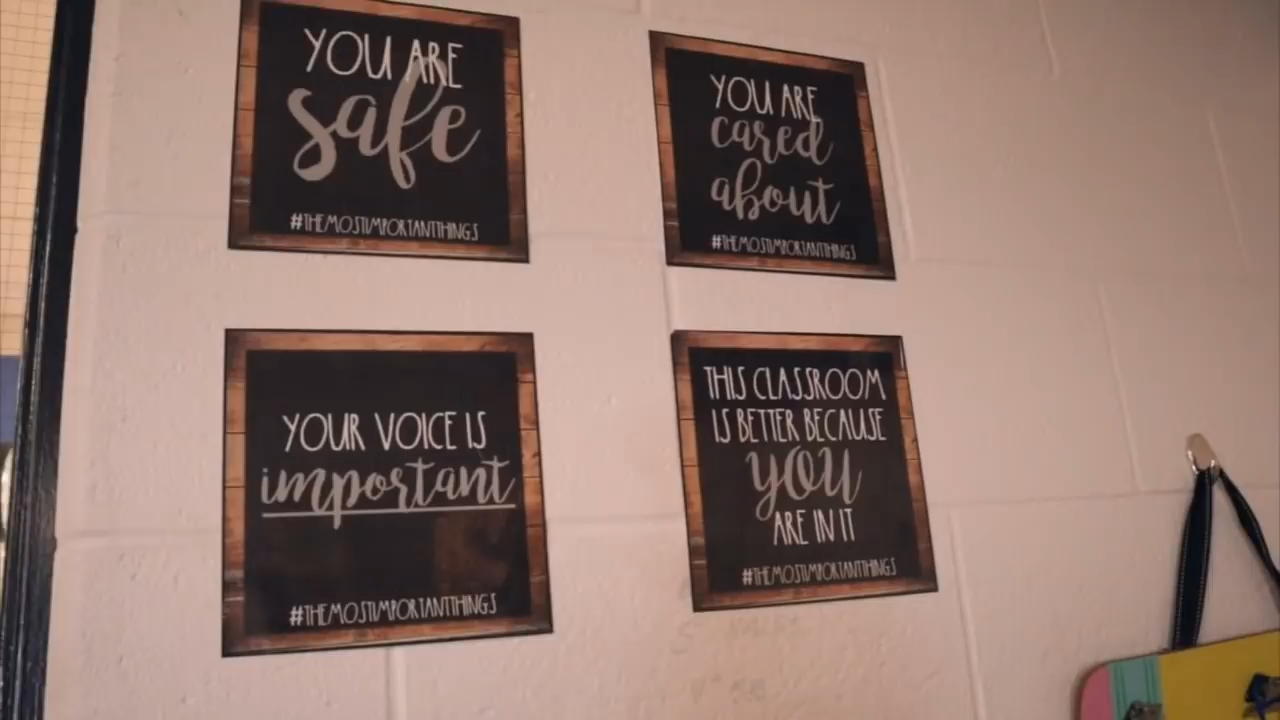 YOU ARE
safe
#THEMOSTIMPORTANTTHINGS
YOU ARE
cared
about
#THEMOSTIMPORTANTTHINGS
YOUR VOICE IS
important
#THEMOSTIMPORTANTTHINGS
THIS CLASSROOM
IS BETTER BECAUSE
YOU
ARE IN IT
#THEMOSTIMPORTANTTHINGS